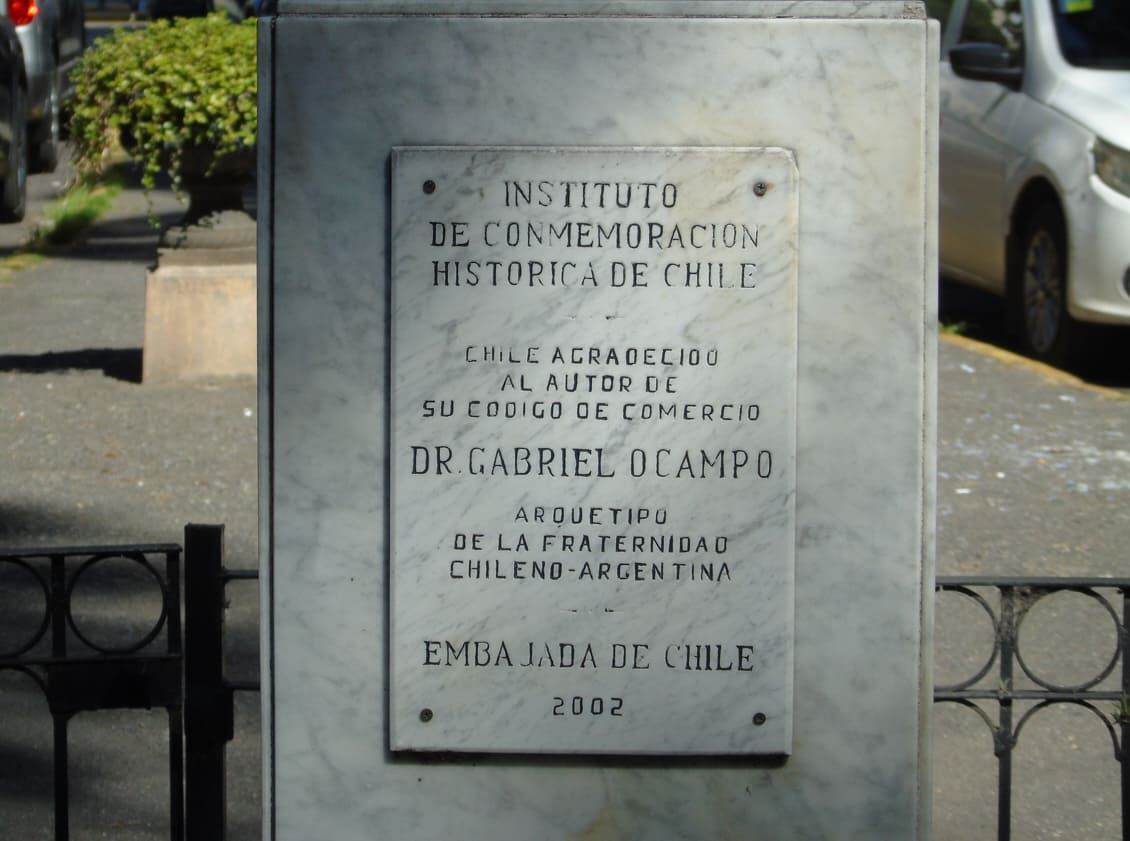 INSTITUTO
DE CONMEMORACION
HISTORICA DE CHILE
CHILE AGRADECIDO
AL AUTOR DE
SU CODIGO DE COMERCIO
DR. GABRIEL OCAMPO
ARQUETIPO
DE LA FRATERNIDAD
CHILENO-ARGENTINA
EMBAJADA DE CHILE
2002